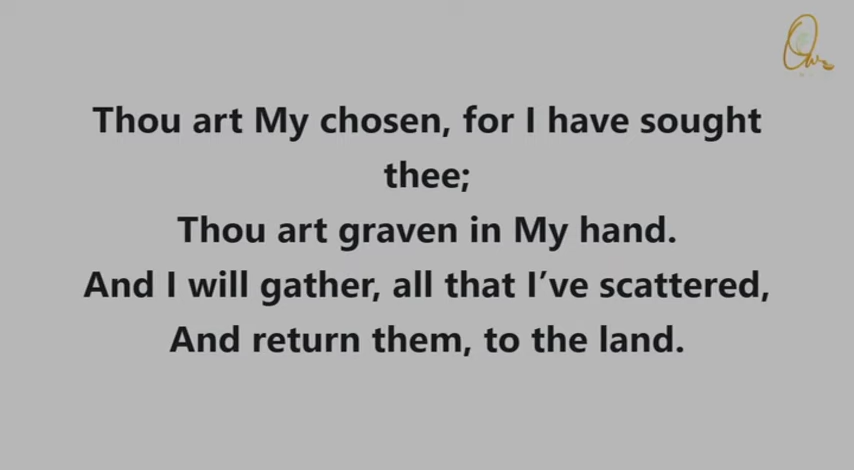 Thou art My chosen, for I have sought
thee;
Thou art graven in My hand.
And I will gather, all that I’ve scattered,
And return them, to the land.